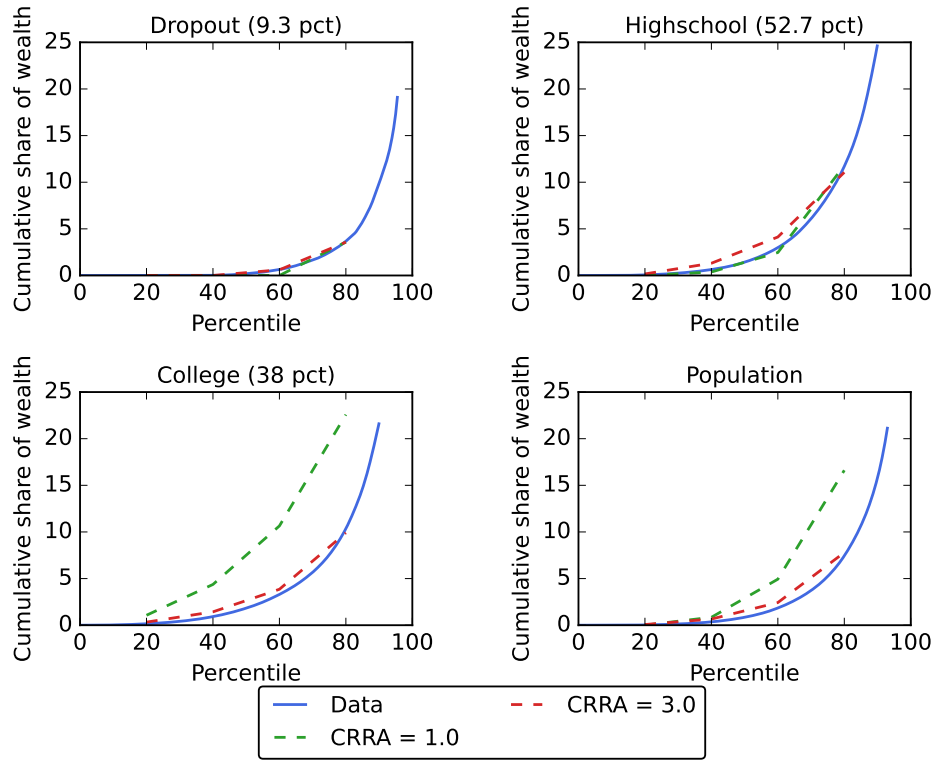 Dropout (9.3 pct)
Cumulative share of wealth
25
20
15
10
5
0
0 20 40 60 80 100
Percentile
Highschool (52.7 pct)
Cumulative share of wealth
25
20
15
10
5
0
0 20 40 60 80 100
Percentile
College (38 pct)
Cumulative share of wealth
25
20
15
10
5
0
0 20 40 60 80 100
Percentile
Population
Cumulative share of wealth
25
20
15
10
5
0
0 20 40 60 80 100
Percentile
Data
CRRA = 1.0
CRRA = 3.0